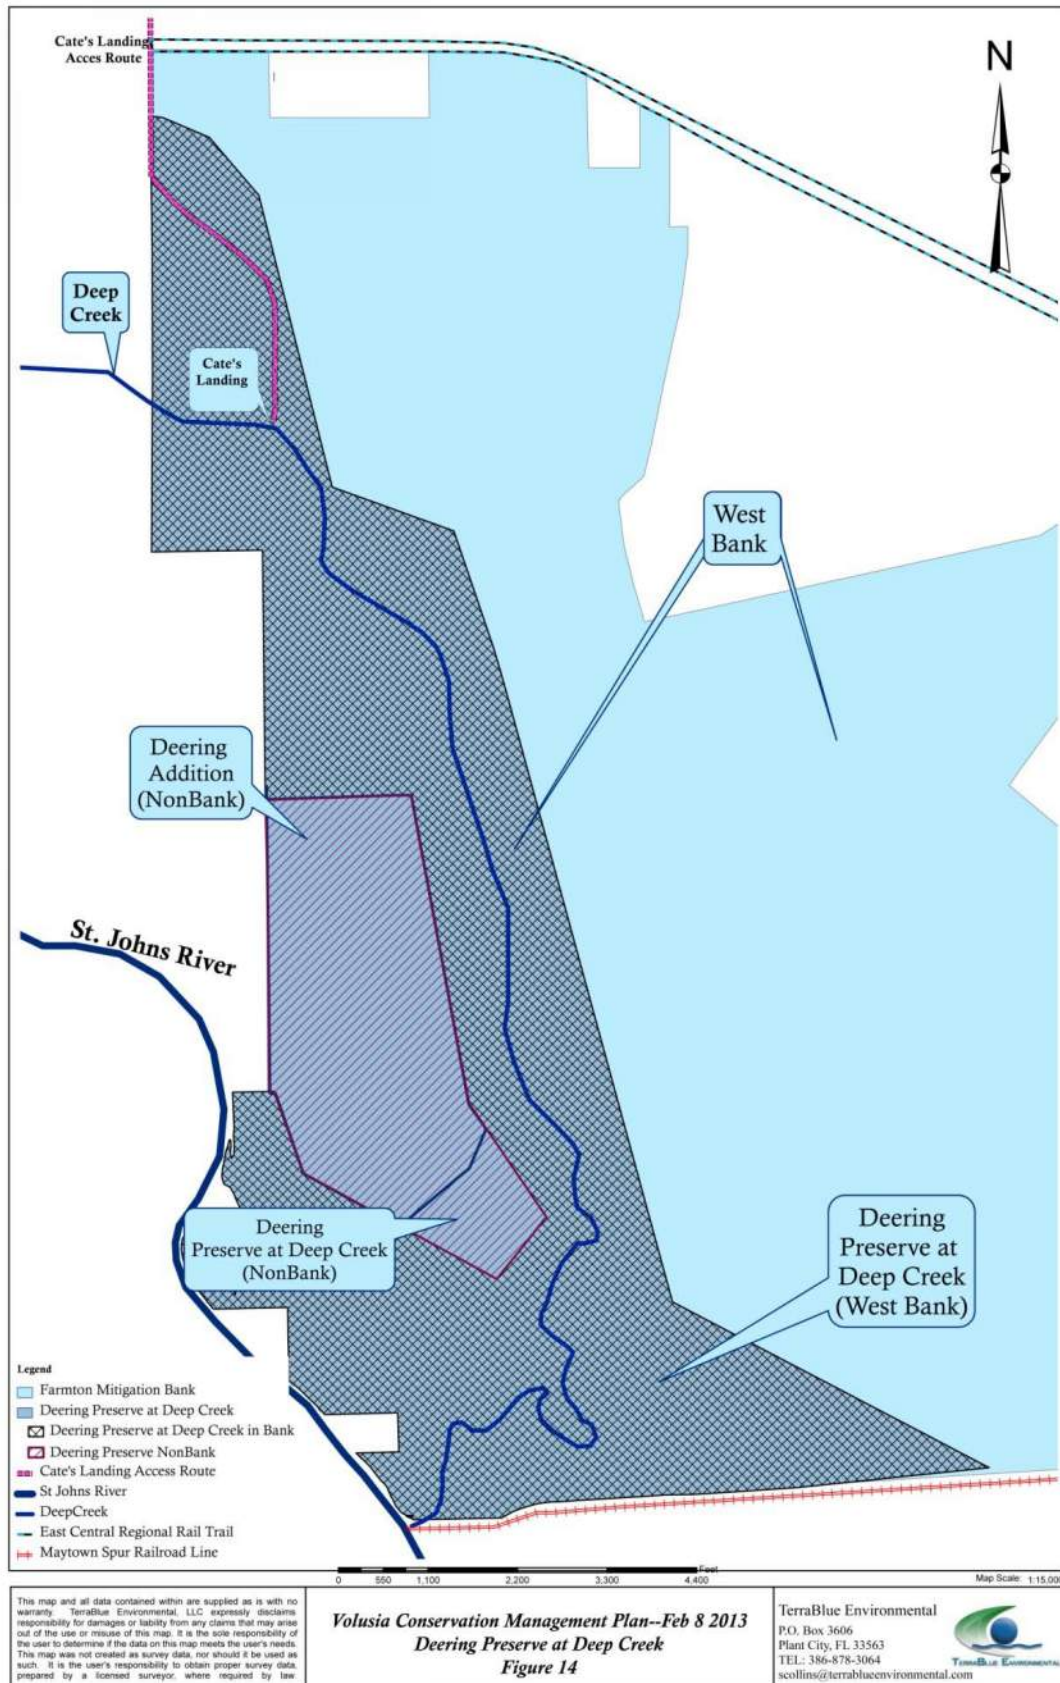 Cate's Landing
Acces Route
N
Deep
Creek
Cate's
Landing
West
Bank
Deering
Addition
(NonBank)
St. Johns River
Deering
Preserve at Deep Creek
(NonBank)
Deering
Preserve at
Deep Creek
(West Bank)
Legend
Farmton Mitigation Bank
Deering Preserve at Deep Creek
Deering Preserve at Deep Creek in Bank
Deering Preserve NonBank
Cate's Landing Access Route
St Johns River
DeepCreek
East Central Regional Rail Trail
Maytown Spur Railroad Line
Feet
0 550 1,100 2,200 3,300 4,400
Map Scale: 1:15,000
This map and all data contained within are supplied as is with no
warranty. TerraBlue Environmental, LLC expressly disclaims
responsibility for damages or liability from any claims that may arise
out of the use or misuse of this map. It is the sole responsibility of
the user to determine if the data on this map meets the user's needs.
This map was not created as survey data, nor should it be used as
such. It is the user's responsibility to obtain proper survey data,
prepared by a licensed surveyor, where required by law.
Volusia Conservation Management Plan--Feb 8 2013
Deering Preserve at Deep Creek
Figure 14
TerraBlue Environmental
P.O. Box 3606
Plant City, FL 33563
TEL: 386-878-3064
scollins@terrablueenvironmental.com
TERRABLUE ENVIRONMENTAL